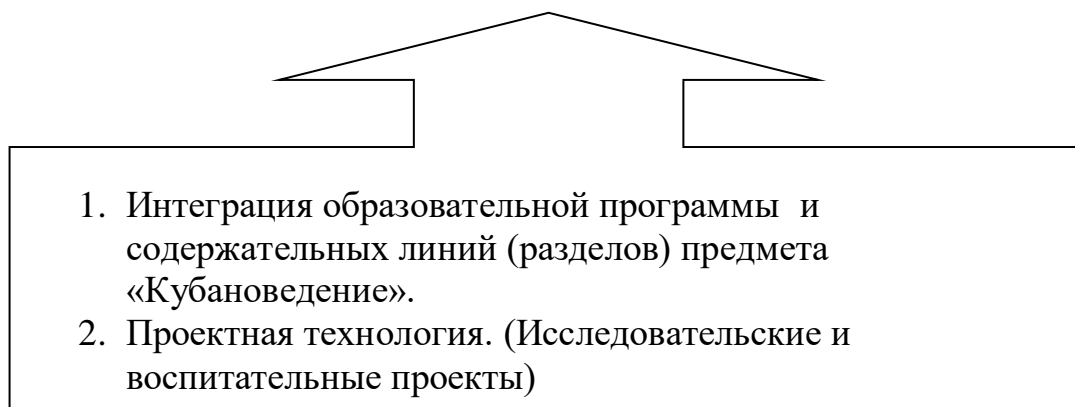 1. Интеграция образовательной программы и
содержательных линий (разделов) предмета
«Кубановедение».
2. Проектная технология. (Исследовательские и
воспитательные проекты)